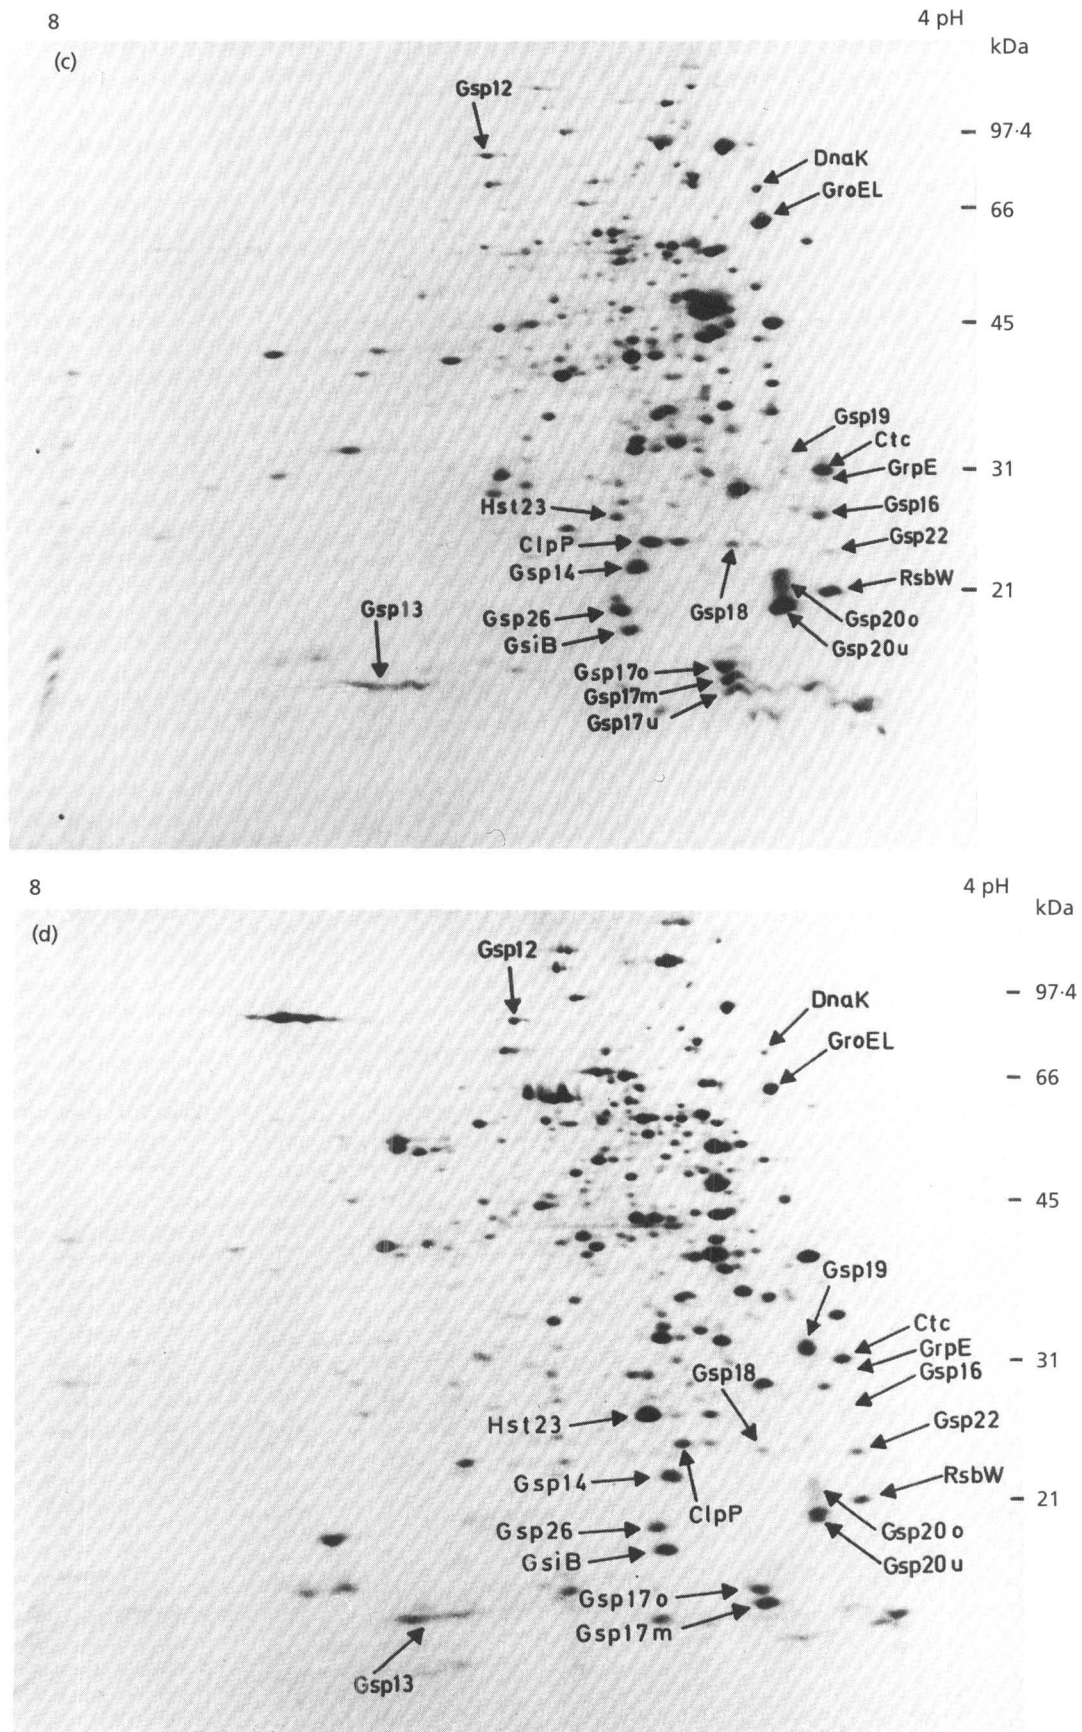 8
4 pH
kDa
(c)
Gsp12
97·4
DnaK
GroEL
66
45
Gsp19
Ctc
GrpE
31
Gsp16
Hst23
Gsp22
ClpP
Gsp14
RsbW
21
Gsp18
Gsp13
Gsp26
Gsp20o
GsiB
Gsp20u
Gsp17o
Gsp17m
Gsp17u
8
4 pH
kDa
(d)
Gsp12
97·4
DnaK
GroEL
66
45
Gsp19
Ctc
GrpE
31
Gsp18
Gsp16
Hst23
Gsp22
Gsp14
RsbW
21
ClpP
Gsp26
Gsp20o
GsiB
Gsp20u
Gsp17o
Gsp17m
Gsp13